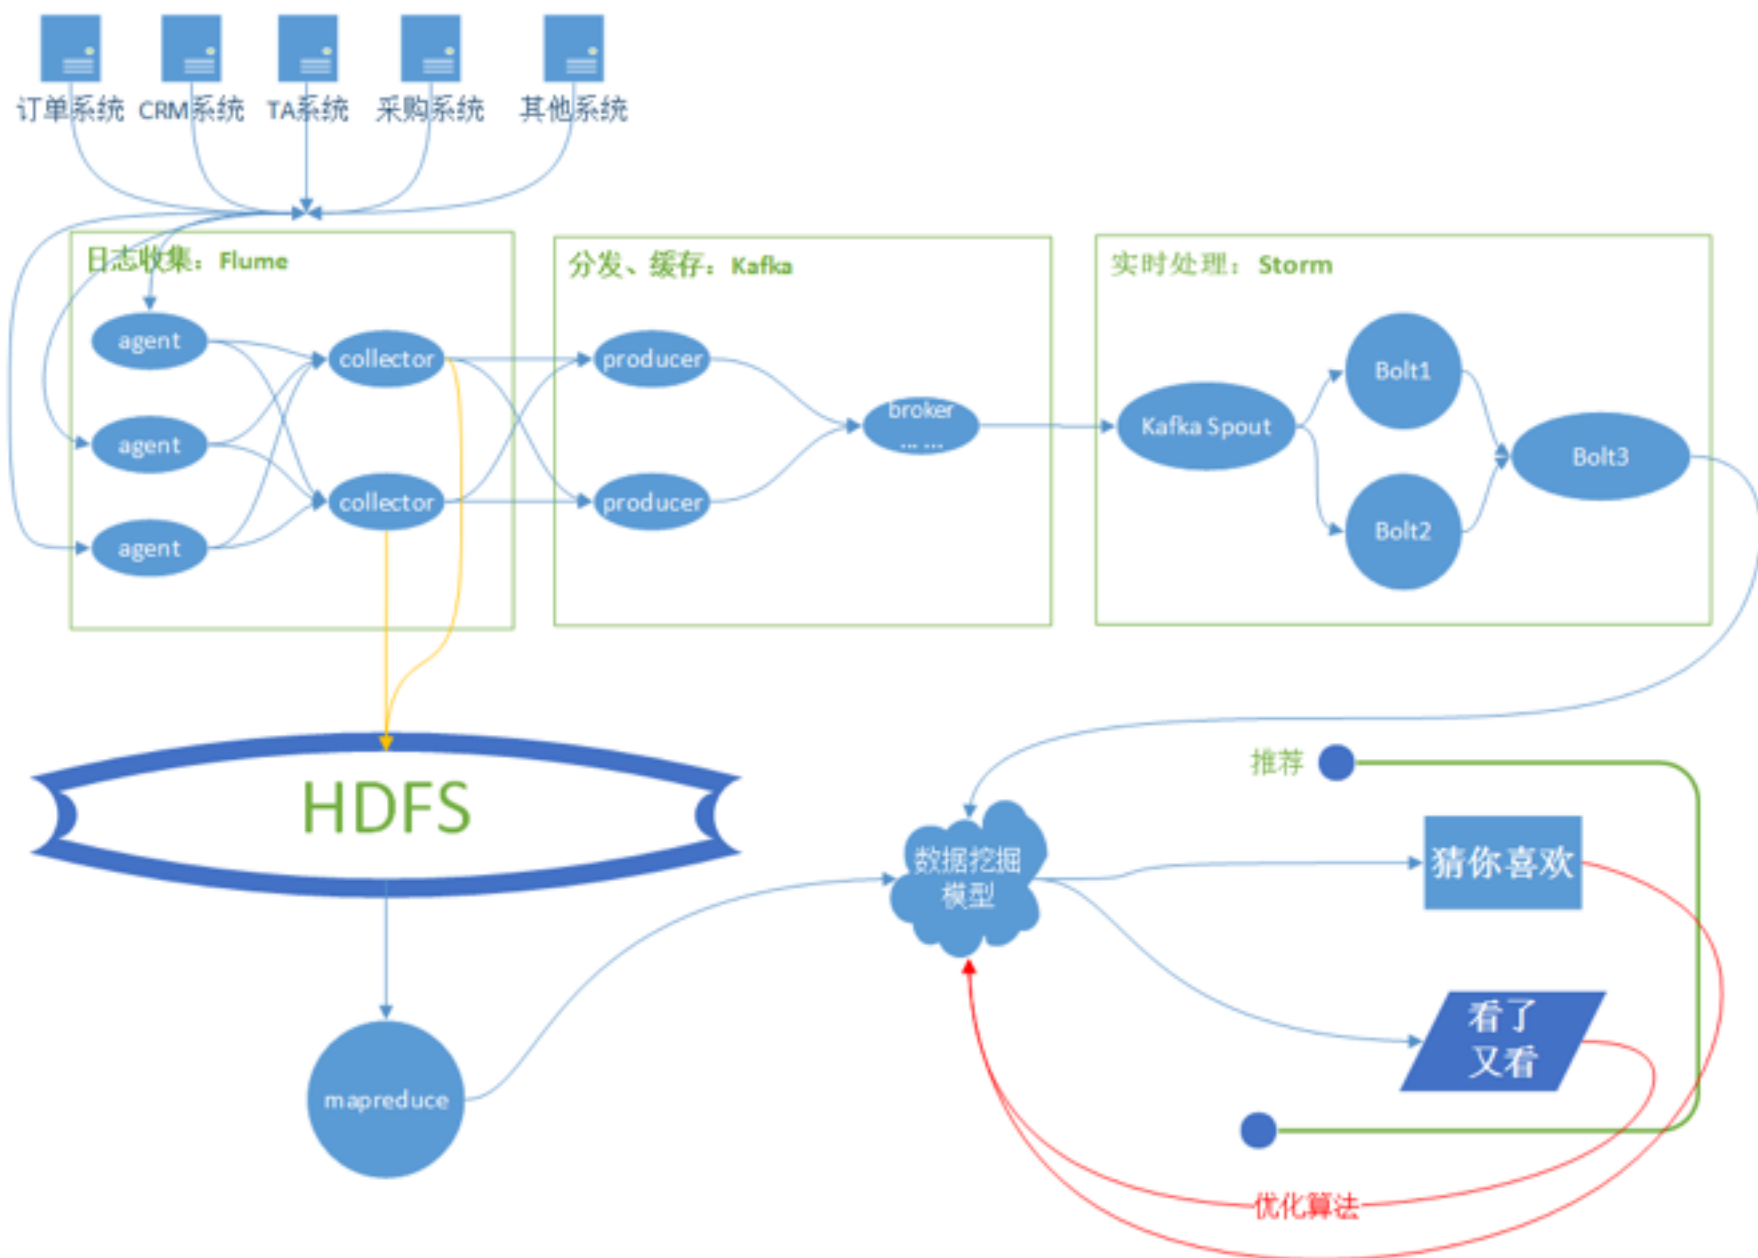 订单系统
CRM系统
TA系统
采购系统
其他系统
日志收集：Flume
分发、缓存：Kafka
实时处理：Storm
agent
agent
agent
collector
collector
producer
producer
broker
... ...
Kafka Spout
Bolt1
Bolt2
Bolt3
HDFS
mapreduce
数据挖掘
模型
推荐
猜你喜欢
看了
又看
优化算法